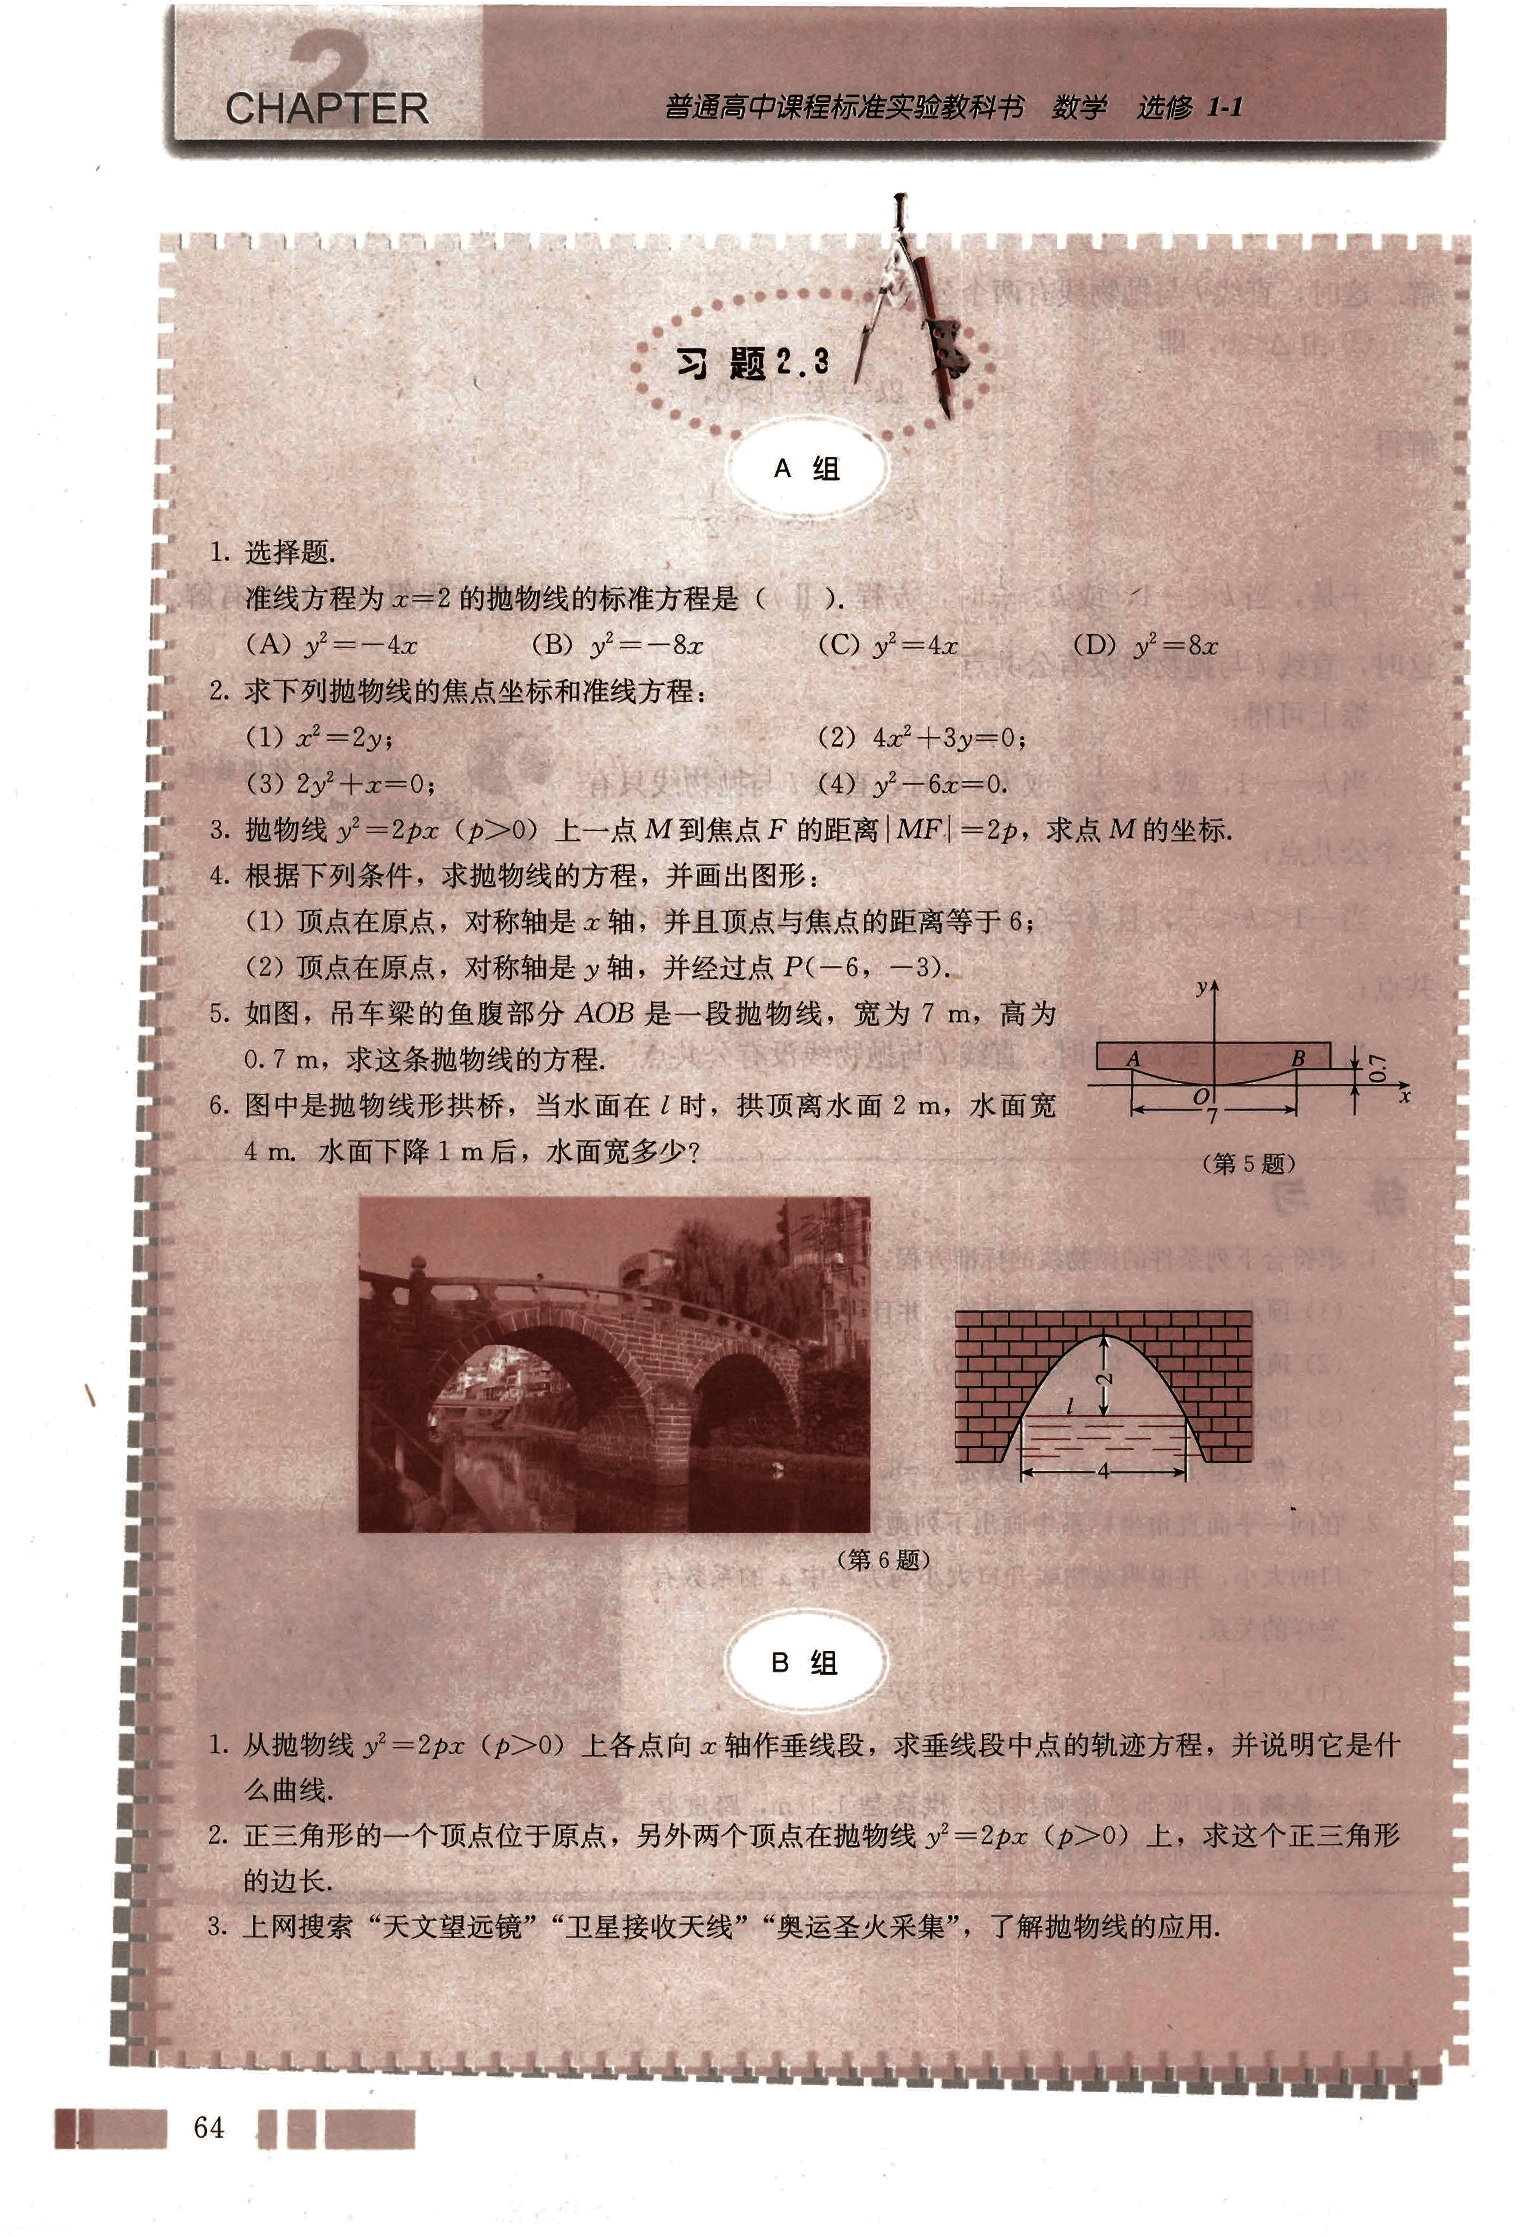 2
CHAPTER
普通高中课程标准实验教科书 数学 选修 1-1
习题2.3
A 组
1. 选择题.
准线方程为 x=2 的抛物线的标准方程是( ).
(A) y²=-4x (B) y²=-8x (C) y²=4x (D) y²=8x
2. 求下列抛物线的焦点坐标和准线方程:
(1) x²=2y; (2) 4x²+3y=0;
(3) 2y²+x=0; (4) y²-6x=0.
3. 抛物线 y²=2px (p>0) 上一点 M 到焦点 F 的距离|MF|=2p,求点 M 的坐标.
4. 根据下列条件,求抛物线的方程,并画出图形:
(1) 顶点在原点,对称轴是 x 轴,并且顶点与焦点的距离等于 6;
(2) 顶点在原点,对称轴是 y 轴,并经过点 P(-6, -3).
5. 如图,吊车梁的鱼腹部分 AOB 是一段抛物线,宽为 7 m,高为
0.7 m,求这条抛物线的方程.
y
A B
0.7
O x
7
(第 5 题)
6. 图中是抛物线形拱桥,当水面在 l 时,拱顶离水面 2 m,水面宽
4 m. 水面下降 1 m 后,水面宽多少?
2
l
4
(第 6 题)
B 组
1. 从抛物线 y²=2px (p>0) 上各点向 x 轴作垂线段,求垂线段中点的轨迹方程,并说明它是什
么曲线.
2. 正三角形的一个顶点位于原点,另外两个顶点在抛物线 y²=2px (p>0) 上,求这个正三角形
的边长.
3. 上网搜索“天文望远镜”“卫星接收天线”“奥运圣火采集”,了解抛物线的应用.
64